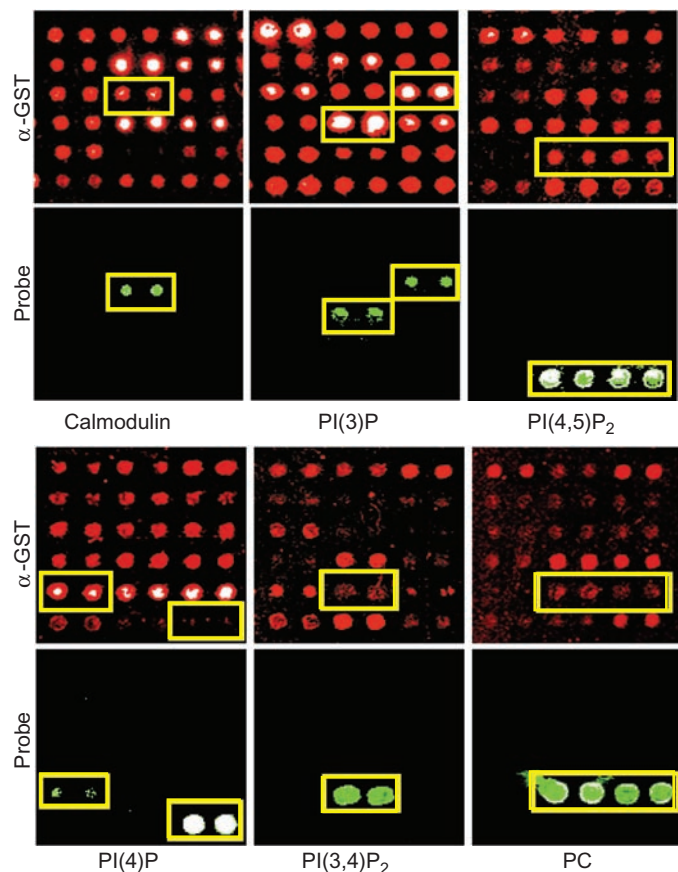 α-GST
Probe
Calmodulin PI(3)P PI(4,5)P₂
α-GST
Probe
PI(4)P PI(3,4)P₂ PC